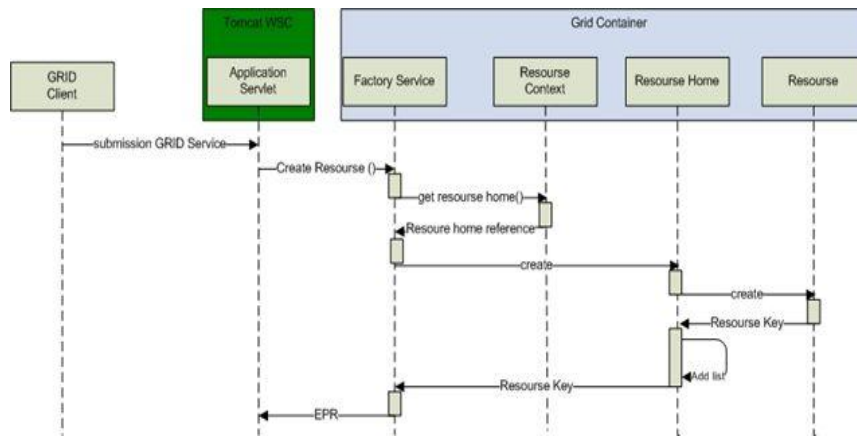 Tomcat WSC
Grid Container
GRID
Client
Application
Servlet
Factory Service
Resourse
Context
Resourse Home
Resourse
submission GRID Service
Create Resourse ()
get resourse home()
Resoure home reference
create
create
Resourse Key
Add list
Resourse Key
EPR